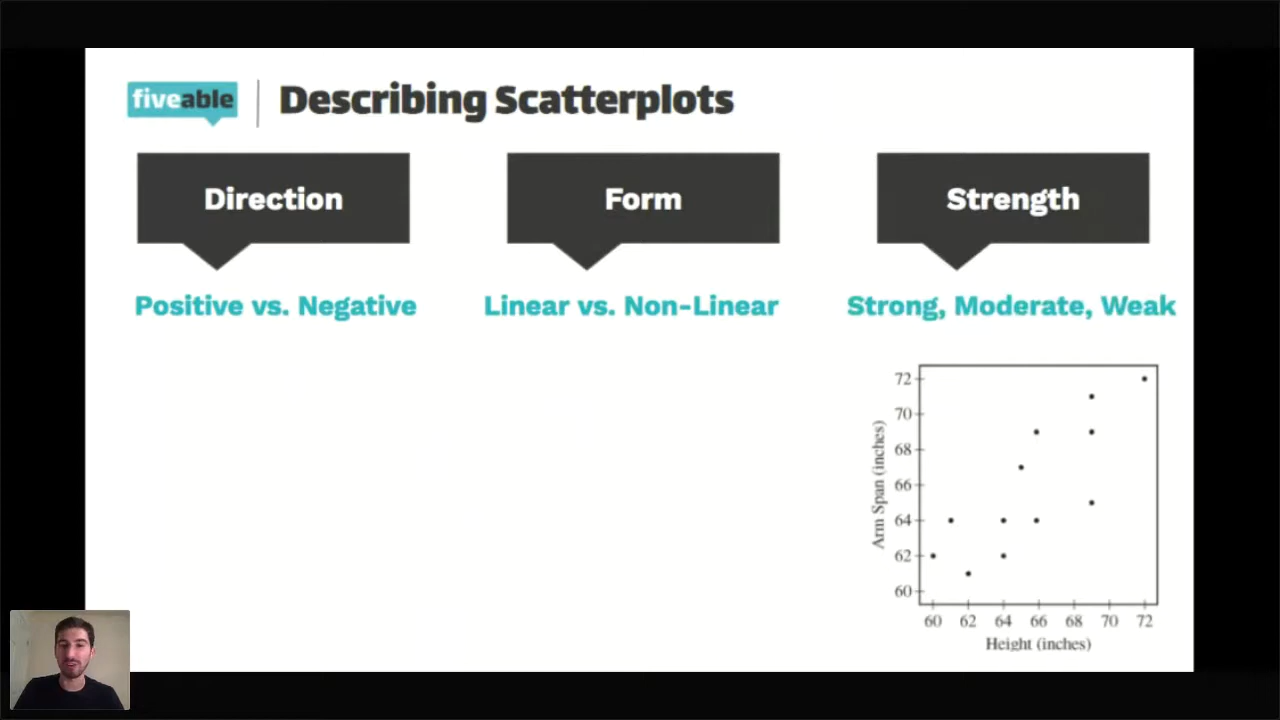 fiveable
Describing Scatterplots
Direction
Form
Strength
Positive vs. Negative
Linear vs. Non-Linear
Strong, Moderate, Weak
Arm Span (inches)
72
70
68
66
64
62
60
60 62 64 66 68 70 72
Height (inches)